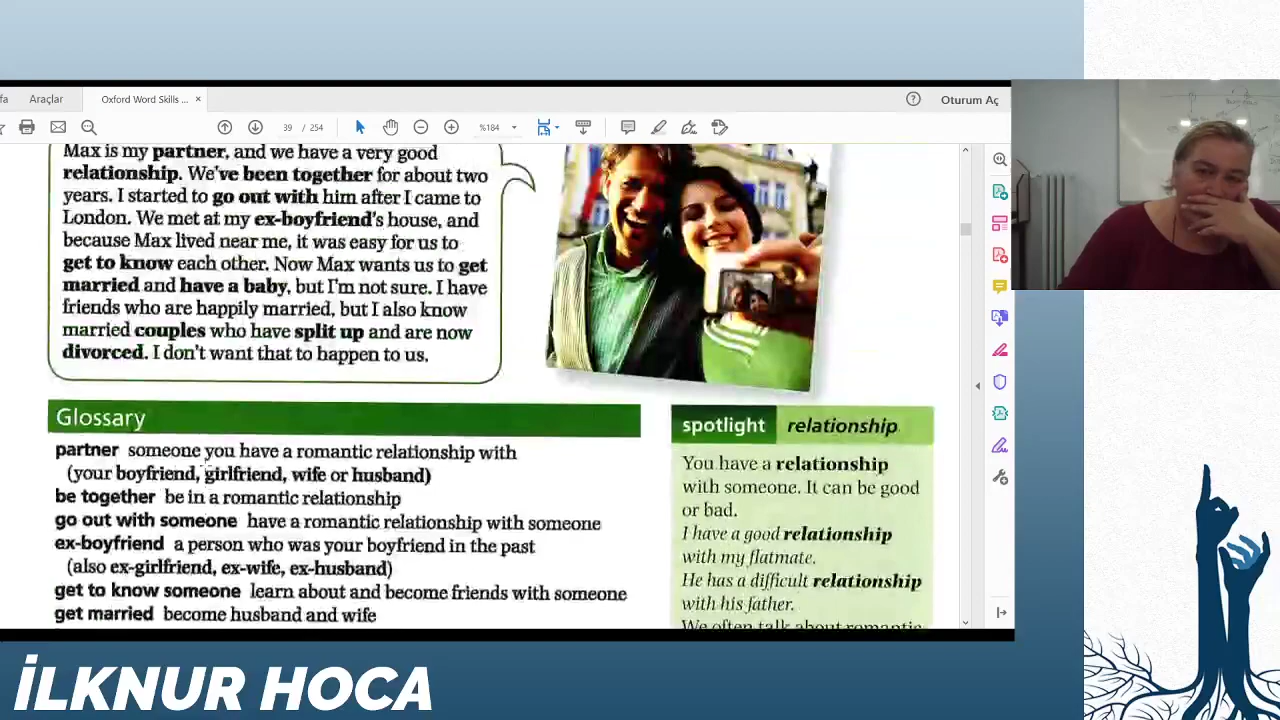 fa
Araçlar
Oxford Word Skills ...
×
Oturum Aç
39 / 254
%184
Max is my partner, and we have a very good
relationship. We've been together for about two
years. I started to go out with him after I came to
London. We met at my ex-boyfriend's house, and
because Max lived near me, it was easy for us to
get to know each other. Now Max wants us to get
married and have a baby, but I'm not sure. I have
friends who are happily married, but I also know
married couples who have split up and are now
divorced. I don't want that to happen to us.
Glossary
partner someone you have a romantic relationship with
(your boyfriend, girlfriend, wife or husband)
be together be in a romantic relationship
go out with someone have a romantic relationship with someone
ex-boyfriend a person who was your boyfriend in the past
(also ex-girlfriend, ex-wife, ex-husband)
get to know someone learn about and become friends with someone
get married become husband and wife
spotlight relationship
You have a relationship
with someone. It can be good
or bad.
I have a good relationship
with my flatmate.
He has a difficult relationship
with his father.
We often talk about romantic
İLKNUR HOCA